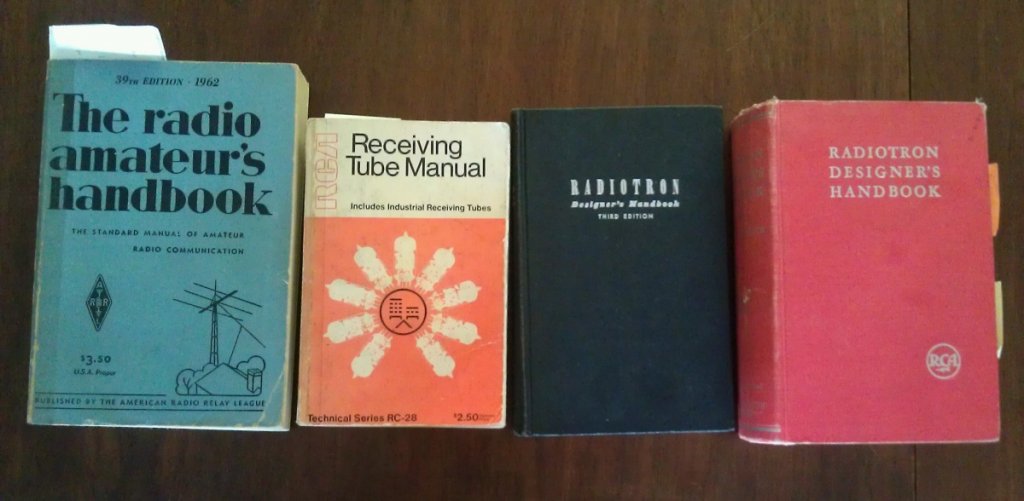 39TH EDITION · 1962
The radio
amateur's
handbook
THE STANDARD MANUAL OF AMATEUR
RADIO COMMUNICATION
$3.50
U.S.A. Proper
PUBLISHED BY THE AMERICAN RADIO RELAY LEAGUE
RCA
Receiving
Tube Manual
Includes Industrial Receiving Tubes
Technical Series RC-28
$2.50
RADIOTRON
Designer's Handbook
THIRD EDITION
RADIOTRON
DESIGNER'S
HANDBOOK
RCA